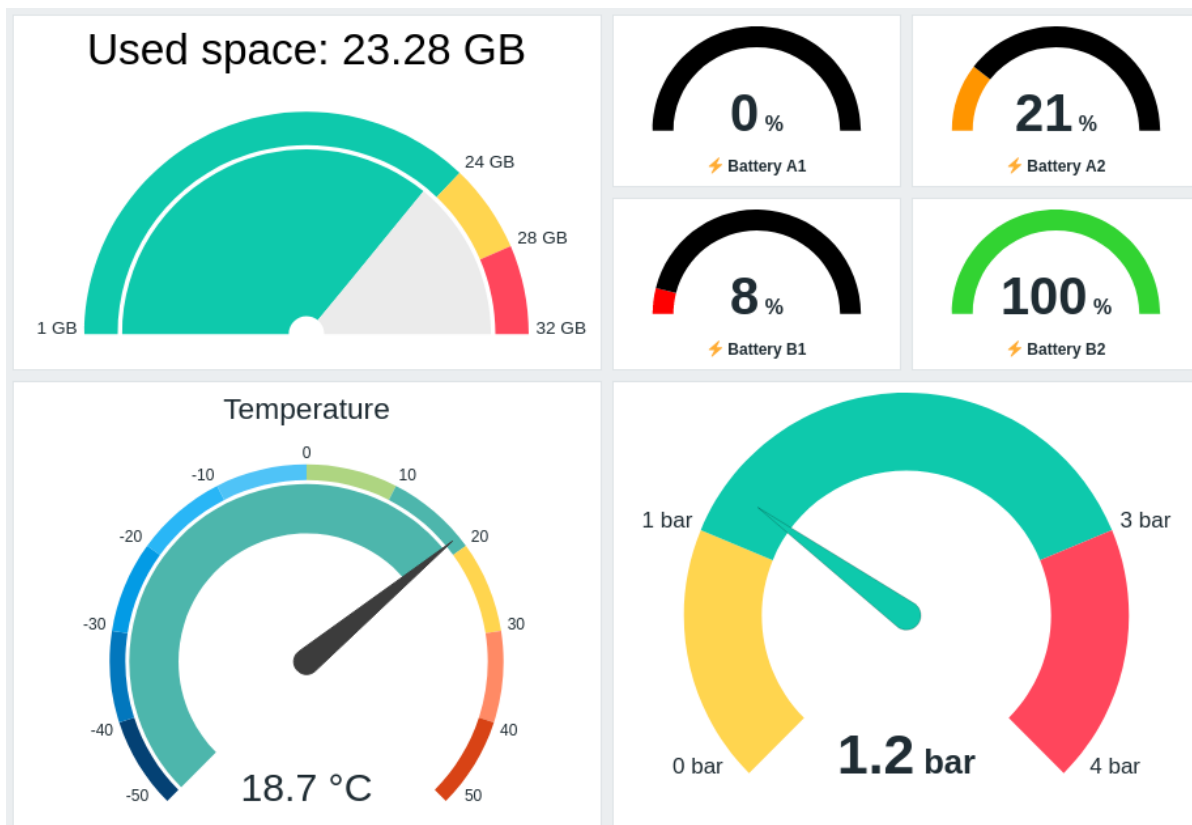 Used space: 23.28 GB
24 GB
28 GB
1 GB
32 GB
0 %
⚡ Battery A1
21 %
⚡ Battery A2
8 %
⚡ Battery B1
100 %
⚡ Battery B2
Temperature
0
-10
10
-20
20
-30
30
-40
40
-50
50
18.7 °C
1 bar
3 bar
0 bar
4 bar
1.2 bar